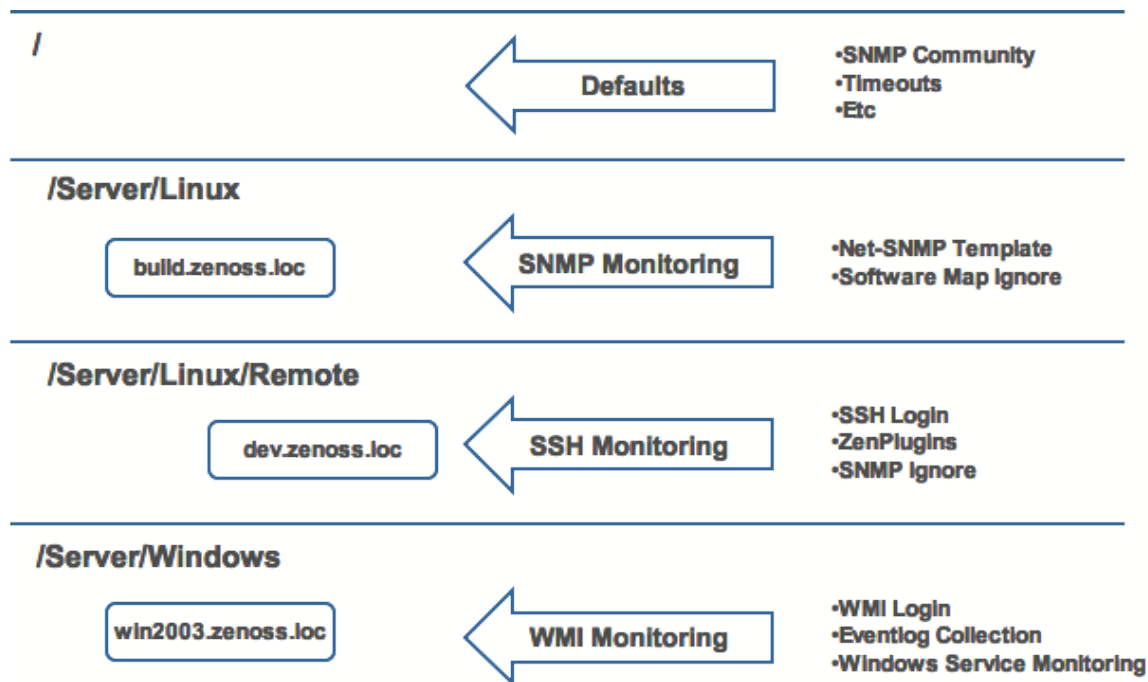 /
Defaults
•SNMP Community
•Timeouts
•Etc
/Server/Linux
build.zenoss.loc
SNMP Monitoring
•Net-SNMP Template
•Software Map Ignore
/Server/Linux/Remote
dev.zenoss.loc
SSH Monitoring
•SSH Login
•ZenPlugins
•SNMP Ignore
/Server/Windows
win2003.zenoss.loc
WMI Monitoring
•WMI Login
•Eventlog Collection
•Windows Service Monitoring